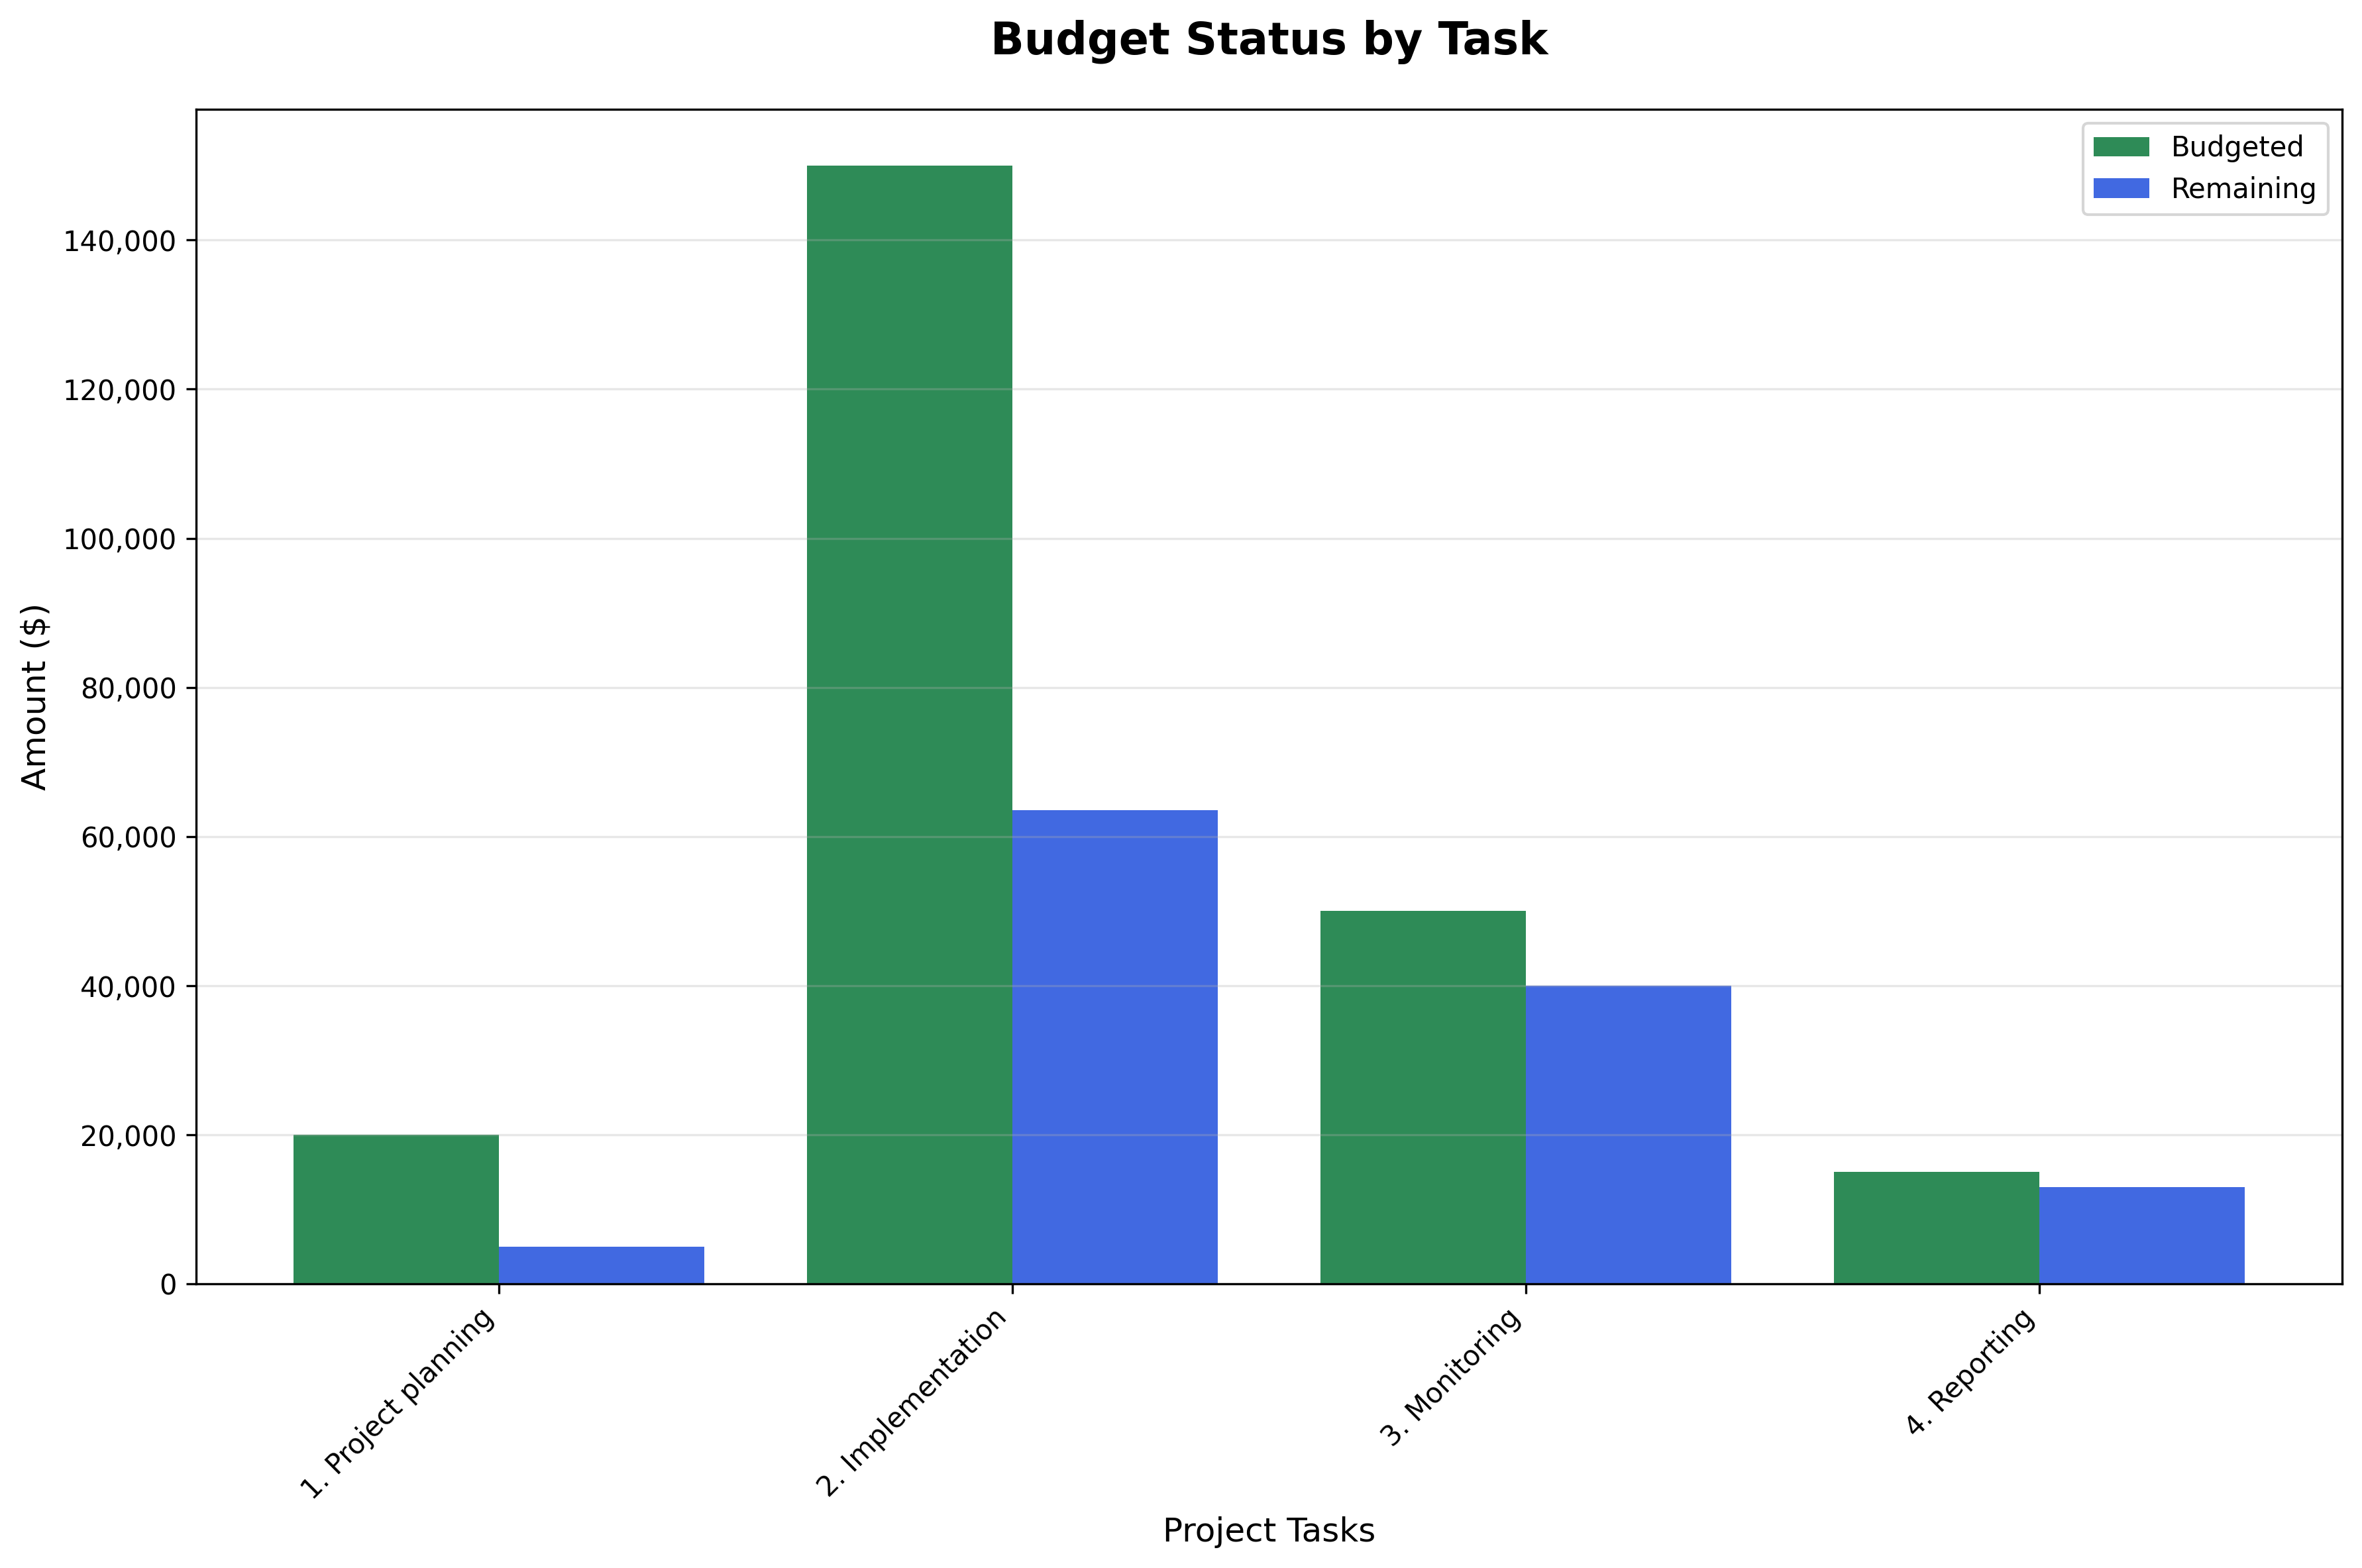 Budget Status by Task
Budgeted
Remaining
Amount ($)
140,000
120,000
100,000
80,000
60,000
40,000
20,000
0
1. Project planning
2. Implementation
3. Monitoring
4. Reporting
Project Tasks